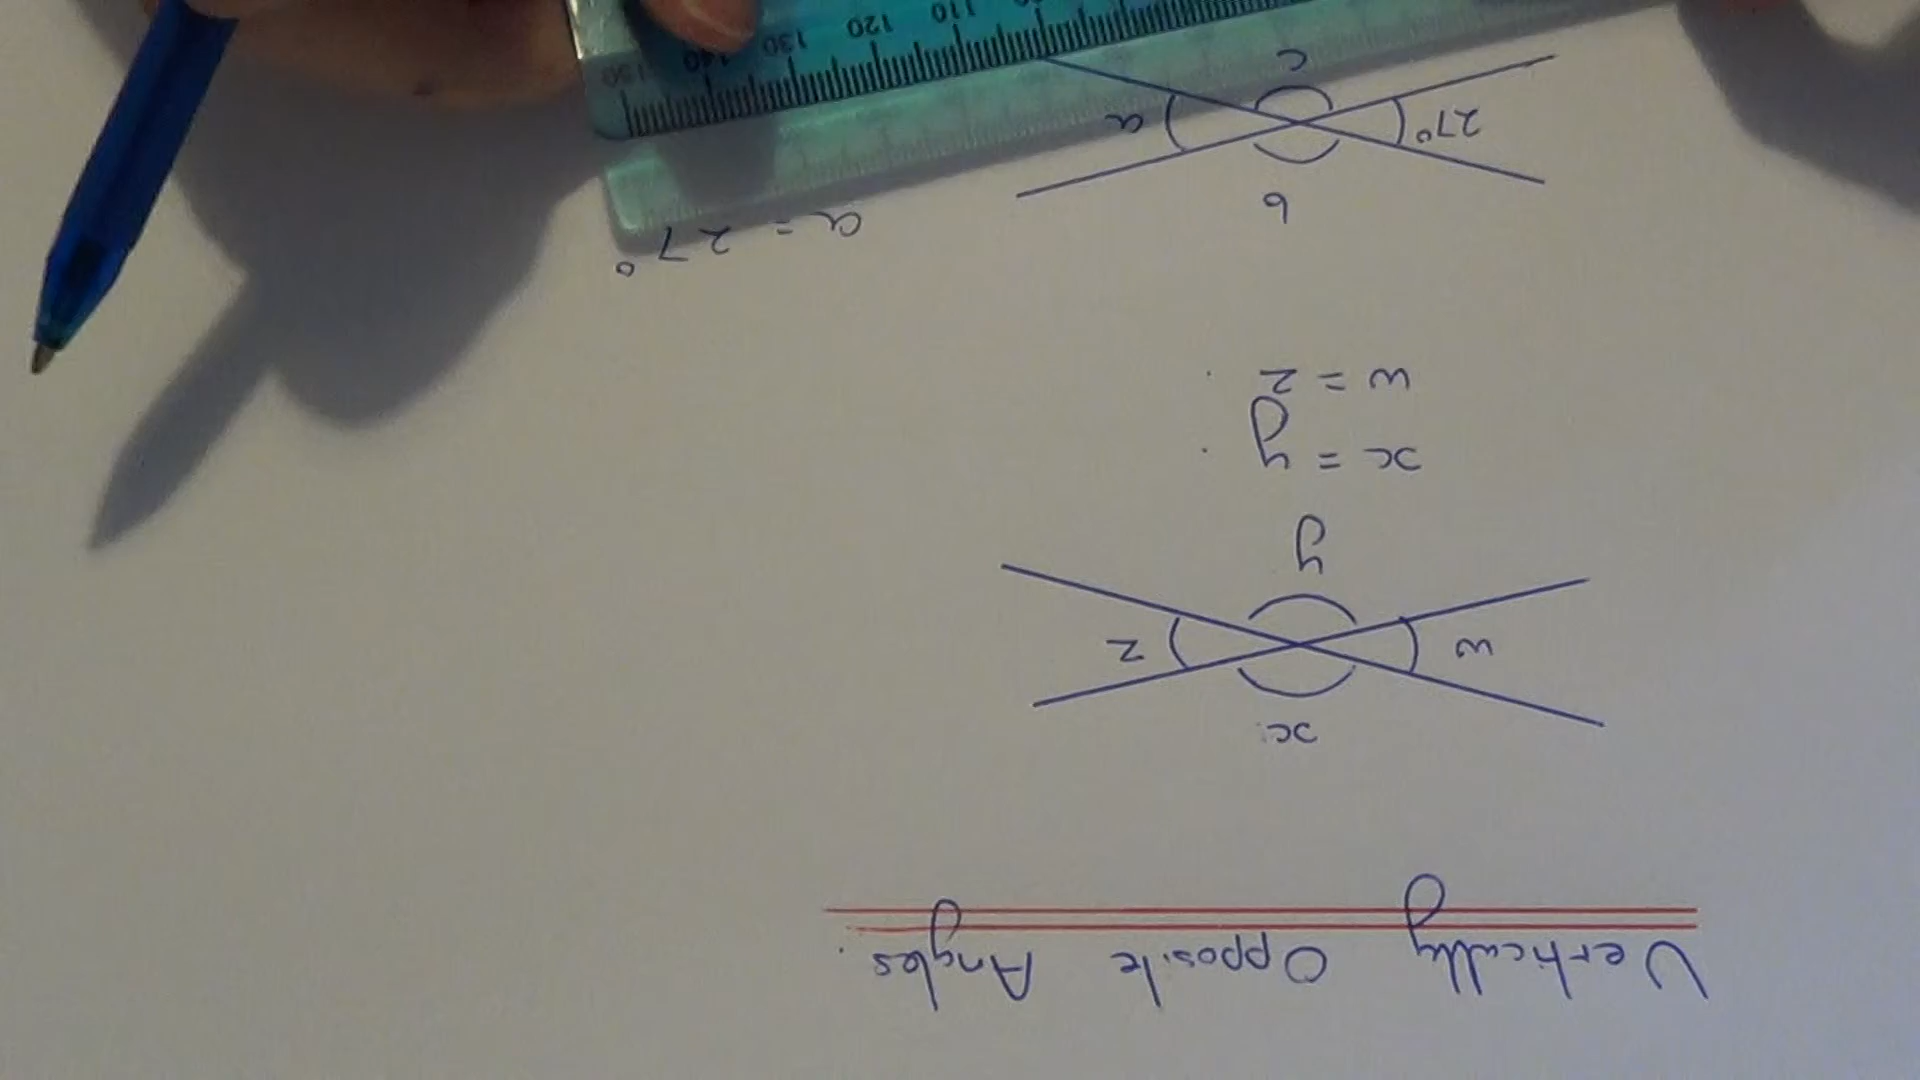 Vertically Opposite Angles.
x
w z
y
x = y
w = z
b
27° a
c
a = 27°
110 120 130 140